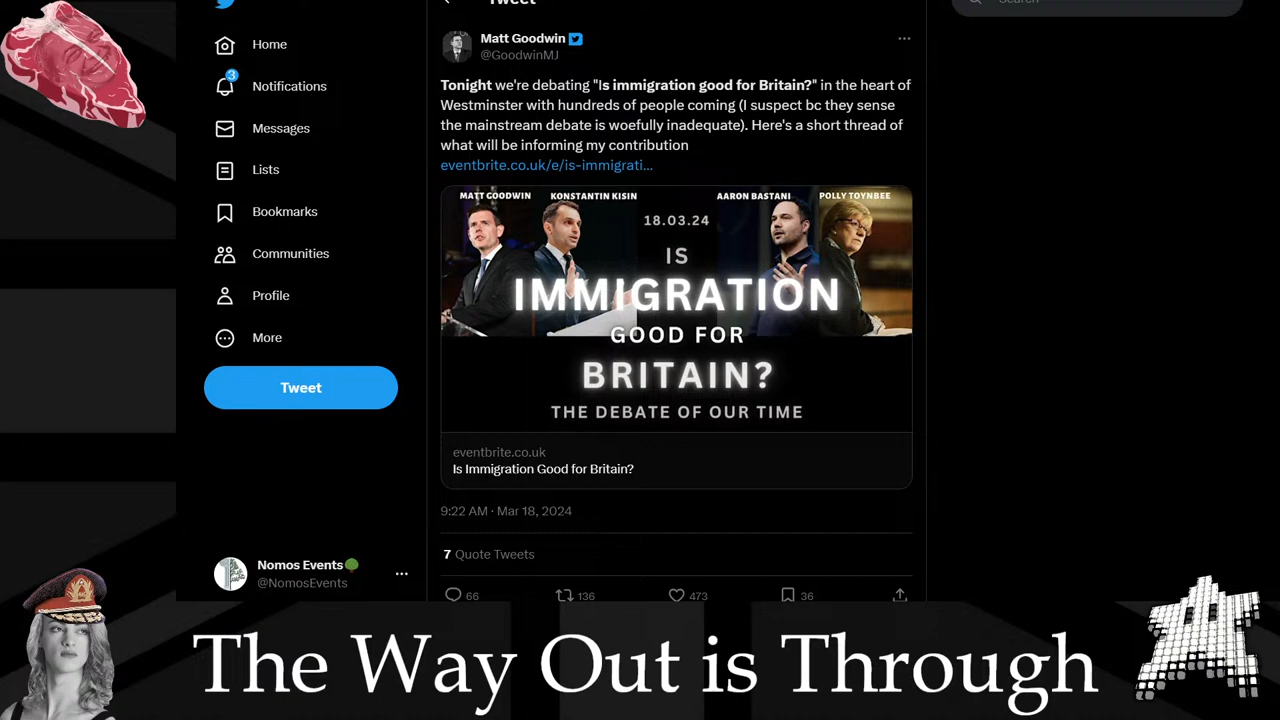 Tweet
Search
Home
3
Notifications
Messages
Lists
Bookmarks
Communities
Profile
More
Tweet
Nomos Events
@NomosEvents
Matt Goodwin
@GoodwinMJ
Tonight we're debating "Is immigration good for Britain?" in the heart of
Westminster with hundreds of people coming (I suspect bc they sense
the mainstream debate is woefully inadequate). Here's a short thread of
what will be informing my contribution
eventbrite.co.uk/e/is-immigrati...
MATT GOODWIN KONSTANTIN KISIN AARON BASTANI POLLY TOYNBEE
18.03.24
IS
IMMIGRATION
GOOD FOR
BRITAIN?
THE DEBATE OF OUR TIME
eventbrite.co.uk
Is Immigration Good for Britain?
9:22 AM · Mar 18, 2024
7 Quote Tweets
66 136 473 36
The Way Out is Through